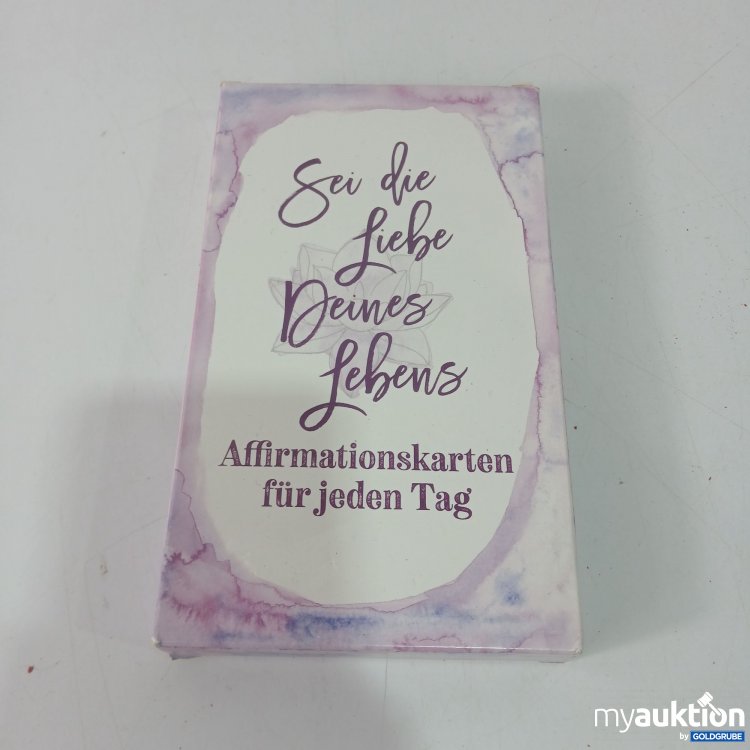 Sei die
Liebe
Deines
Lebens
Affirmationskarten
für jeden Tag
myauktion
by GOLDGRUBE